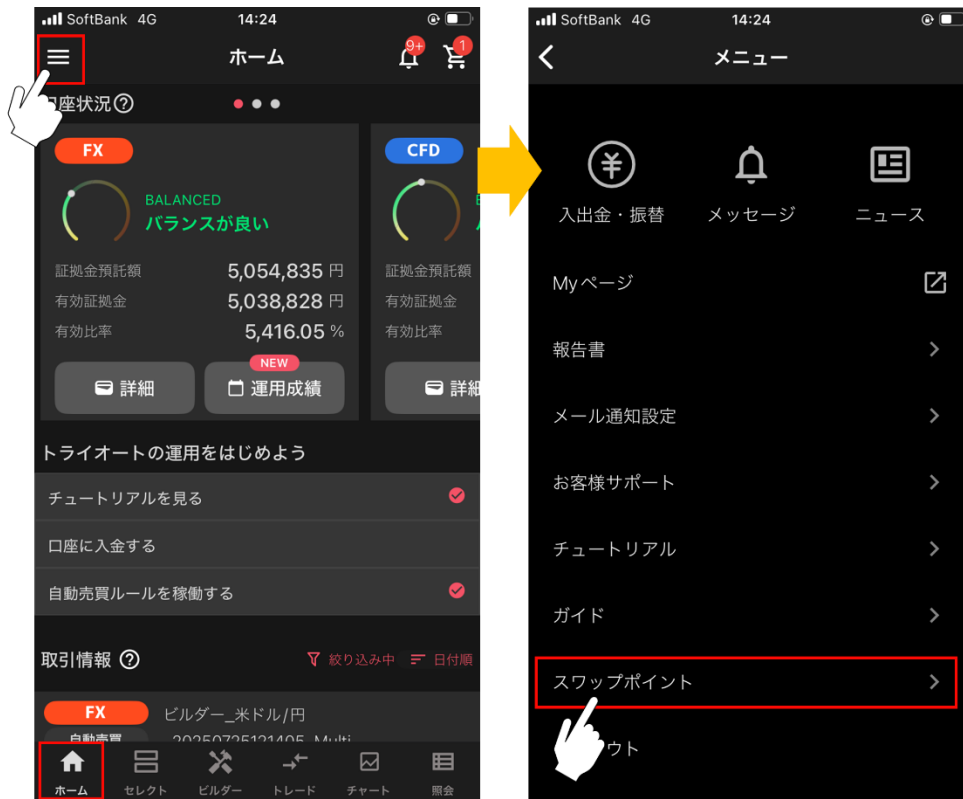 SoftBank 4G 14:24
ホーム 9+ 1
口座状況?
FX
BALANCED
バランスが良い
証拠金預託額 5,054,835 円
有効証拠金 5,038,828 円
有効比率 5,416.05 %
NEW
詳細 運用成績
CFD
証拠金預託額
有効証拠金
有効比率
詳細
トライオートの運用をはじめよう
チュートリアルを見る
口座に入金する
自動売買ルールを稼働する
取引情報 ? 絞り込み中 日付順
FX ビルダー_米ドル/円
自動売買 20250725121405_Multi
ホーム セレクト ビルダー トレード チャート 照会
SoftBank 4G 14:24
メニュー
入出金・振替 メッセージ ニュース
Myページ
報告書
メール通知設定
お客様サポート
チュートリアル
ガイド
スワップポイント
ウト